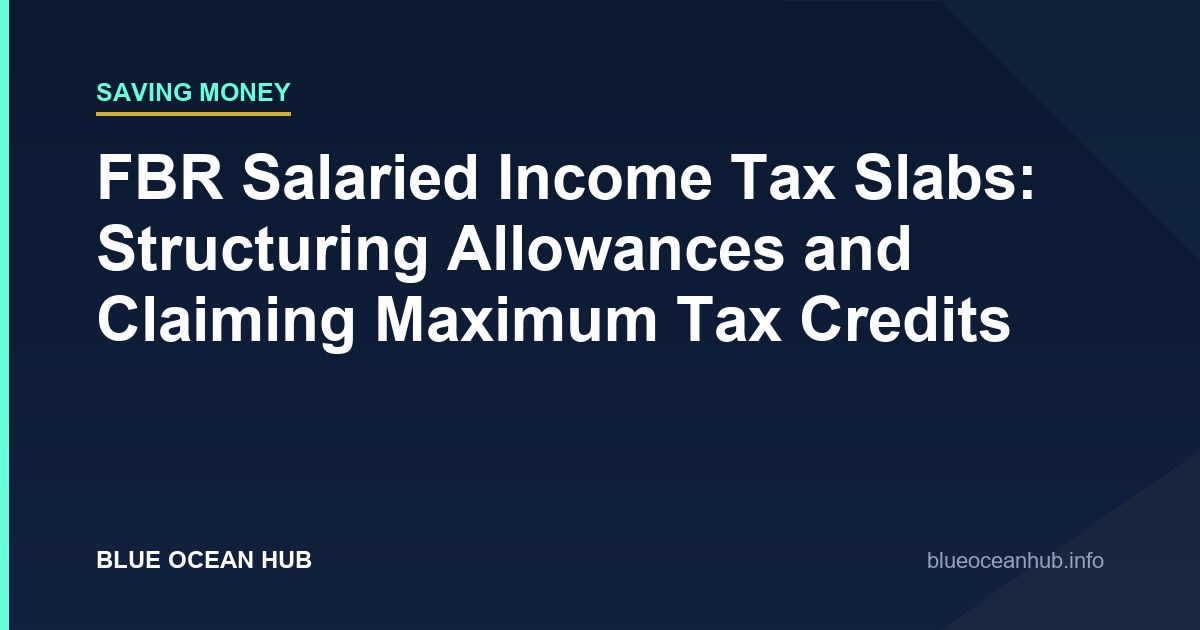 SAVING MONEY
FBR Salaried Income Tax Slabs:
Structuring Allowances and
Claiming Maximum Tax Credits
BLUE OCEAN HUB
blueoceanhub.info